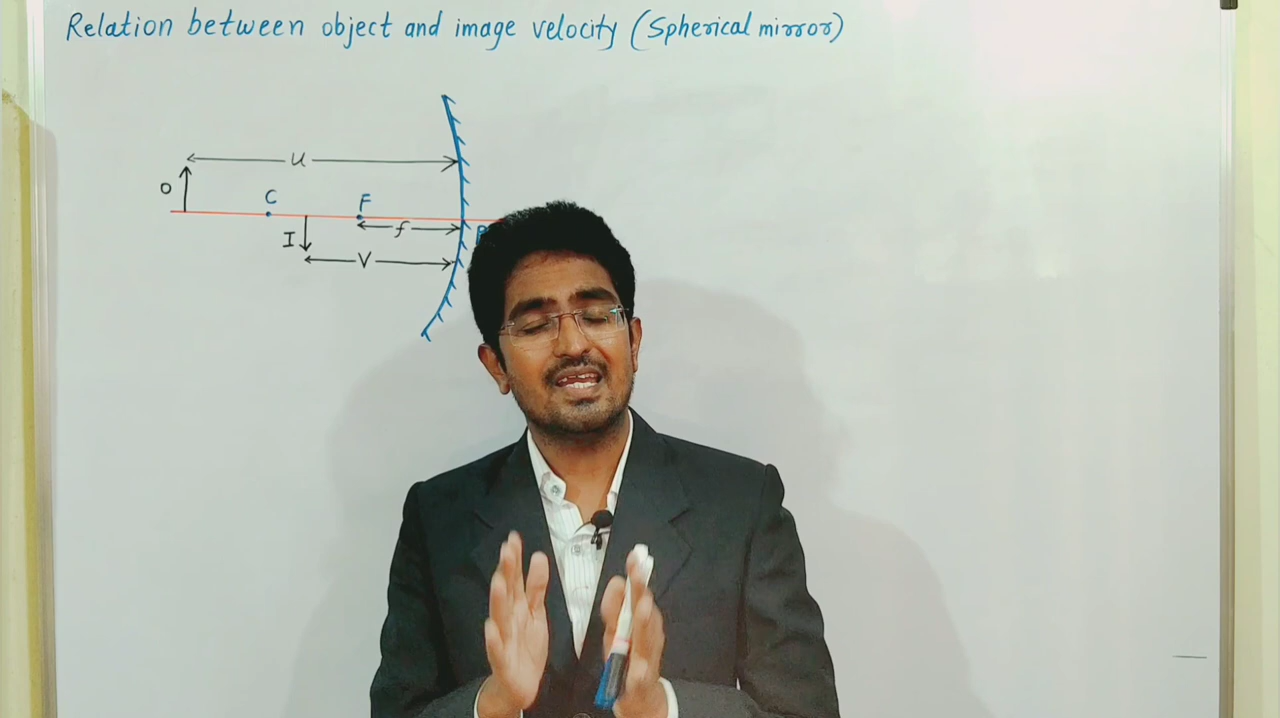 Relation between object and image velocity (Spherical mirror)
u
O
C
F
f
I
V
P